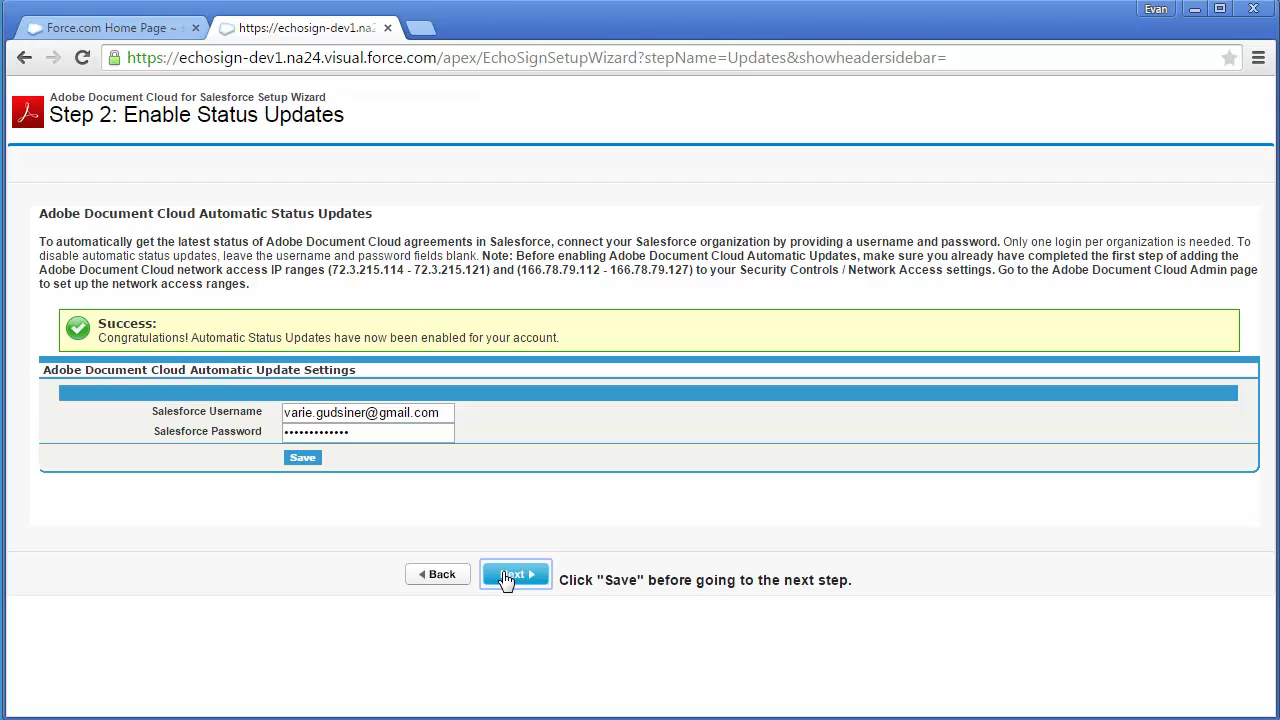 Evan
Force.com Home Page ~
https://echosign-dev1.na
https://echosign-dev1.na24.visual.force.com/apex/EchoSignSetupWizard?stepName=Updates&showheadersidebar=
Adobe Document Cloud for Salesforce Setup Wizard
Step 2: Enable Status Updates
Adobe Document Cloud Automatic Status Updates
To automatically get the latest status of Adobe Document Cloud agreements in Salesforce, connect your Salesforce organization by providing a username and password. Only one login per organization is needed. To
disable automatic status updates, leave the username and password fields blank. Note: Before enabling Adobe Document Cloud Automatic Updates, make sure you already have completed the first step of adding the
Adobe Document Cloud network access IP ranges (72.3.215.114 - 72.3.215.121) and (166.78.79.112 - 166.78.79.127) to your Security Controls / Network Access settings. Go to the Adobe Document Cloud Admin page
to set up the network access ranges.
Success:
Congratulations! Automatic Status Updates have now been enabled for your account.
Adobe Document Cloud Automatic Update Settings
Salesforce Username varie.gudsiner@gmail.com
Salesforce Password •••••••••••••
Save
Back Next Click "Save" before going to the next step.